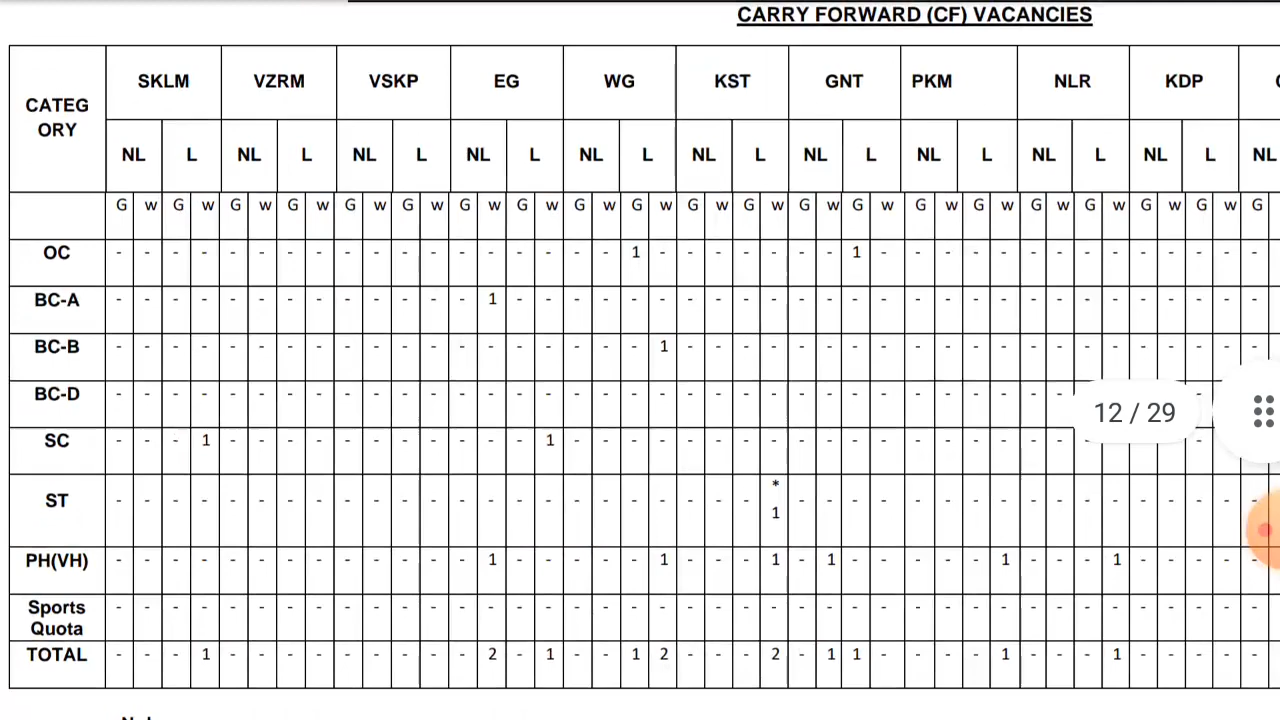 CARRY FORWARD (CF) VACANCIES
CATEG
ORY
SKLM VZRM VSKP EG WG KST GNT PKM NLR KDP
NL L NL L NL L NL L NL L NL L NL L NL L NL L NL L NL
G w G w G w G w G w G w G w G w G w G w G w G w G w G w G w G w G w G w G w G w G
OC - - - - - - - - - - - - - - - - - - 1 - - - - - - - 1 - - - - - - - - - - - - - -
BC-A - - - - - - - - - - - - - 1 - - - - - - - - - - - - - - - - - - - - - - - - - - -
BC-B - - - - - - - - - - - - - - - - - - - 1 - - - - - - - - - - - - - - - - - - - - -
BC-D - - - - - - - - - - - - - - - - - - - - - - - - - - - - - - - - - - - - - - - -
12 / 29
SC - - - 1 - - - - - - - - - - - 1 - - - - - - - - - - - - - - - - - - - - - - - - -
*
ST - - - - - - - - - - - - - - - - - - - - - - - 1 - - - - - - - - - - - - - - - - -
PH(VH) - - - - - - - - - - - - - 1 - - - - - 1 - - - 1 - 1 - - - - - 1 - - - 1 - - - - -
Sports
Quota - - - - - - - - - - - - - - - - - - - - - - - - - - - - - - - - - - - - - - - - -
TOTAL - - - 1 - - - - - - - - - 2 - 1 - - 1 2 - - - 2 - 1 1 - - - - 1 - - - 1 - - - - -